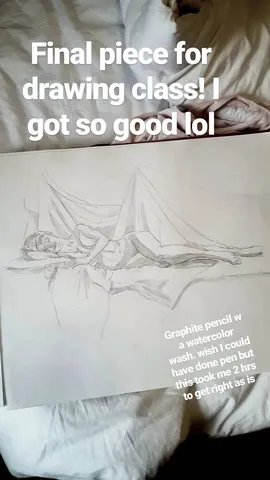 Final piece for
drawing class! I
got so good lol
Graphite pencil w
a watercolor
wash. wish I could
have done pen but
this took me 2 hrs
to get right as is